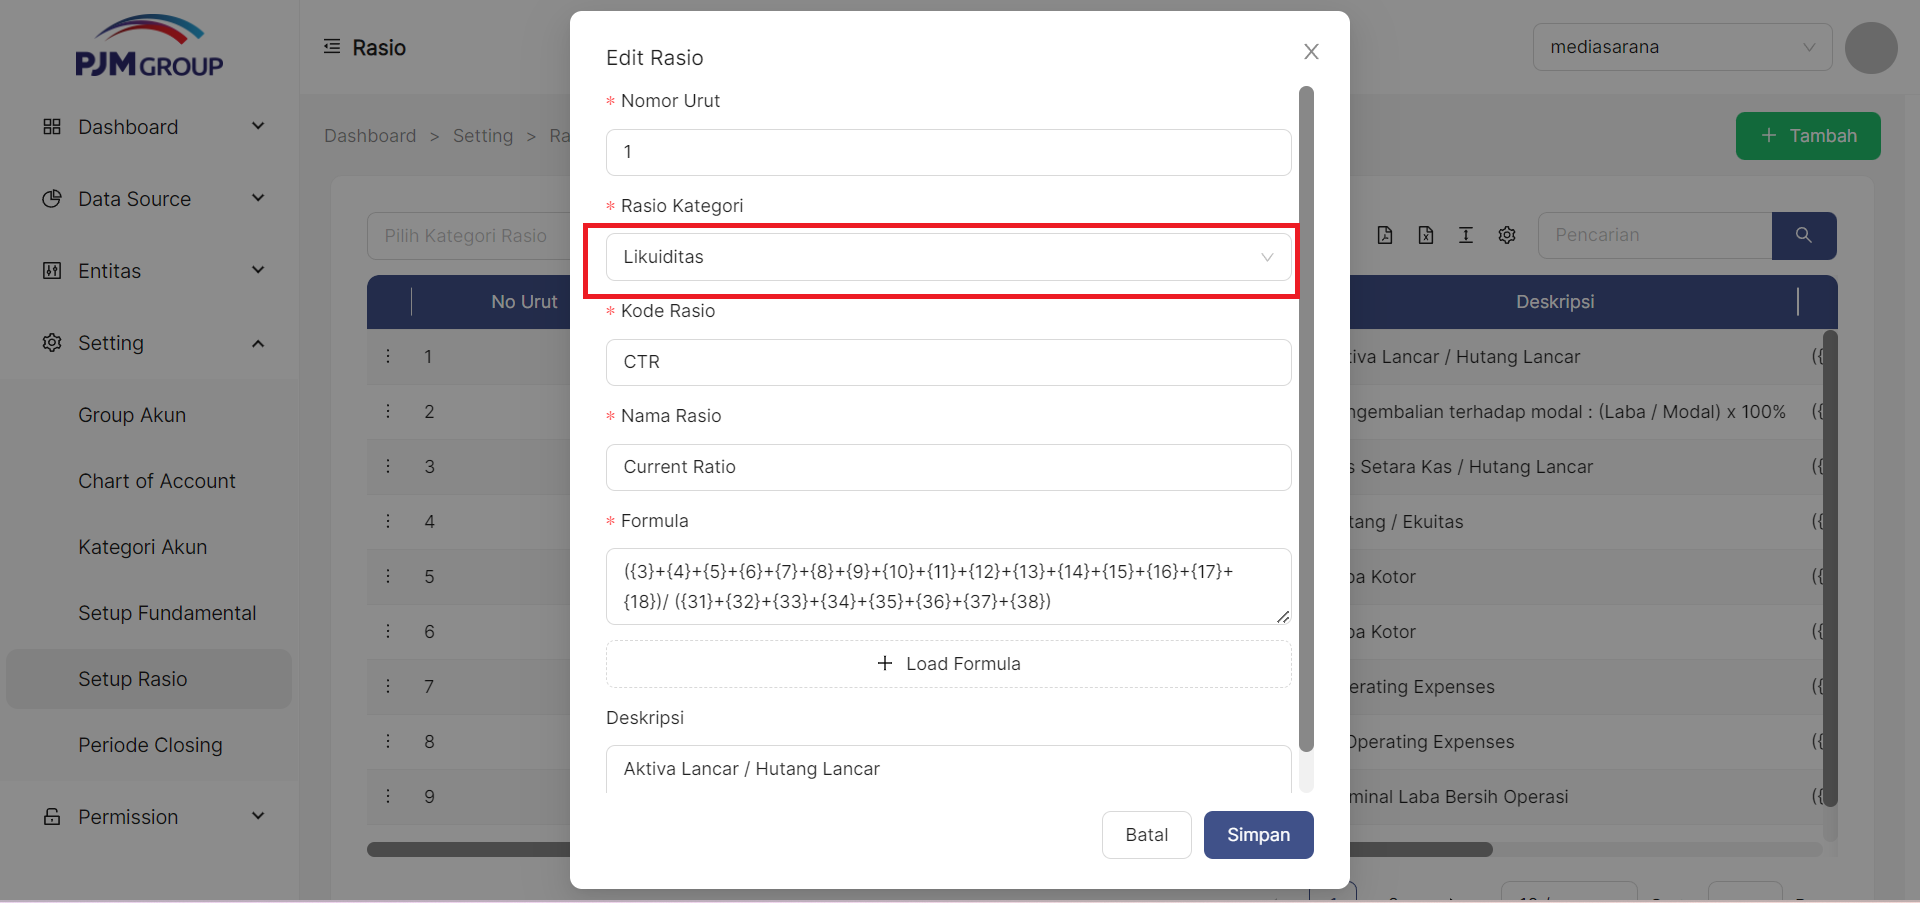 PJM GROUP
Rasio
mediasarana
Dashboard
Data Source
Entitas
Setting
Group Akun
Chart of Account
Kategori Akun
Setup Fundamental
Setup Rasio
Periode Closing
Permission
Dashboard > Setting > Ra
+ Tambah
Pilih Kategori Rasio
Pencarian
No Urut
Deskripsi
1
tiva Lancar / Hutang Lancar
2
ngembalian terhadap modal : (Laba / Modal) x 100%
3
s Setara Kas / Hutang Lancar
4
tang / Ekuitas
5
ba Kotor
6
ba Kotor
7
erating Expenses
8
Operating Expenses
9
minal Laba Bersih Operasi
Edit Rasio
* Nomor Urut
1
* Rasio Kategori
Likuiditas
* Kode Rasio
CTR
* Nama Rasio
Current Ratio
* Formula
({3}+{4}+{5}+{6}+{7}+{8}+{9}+{10}+{11}+{12}+{13}+{14}+{15}+{16}+{17}+
{18})/ ({31}+{32}+{33}+{34}+{35}+{36}+{37}+{38})
+ Load Formula
Deskripsi
Aktiva Lancar / Hutang Lancar
Batal
Simpan